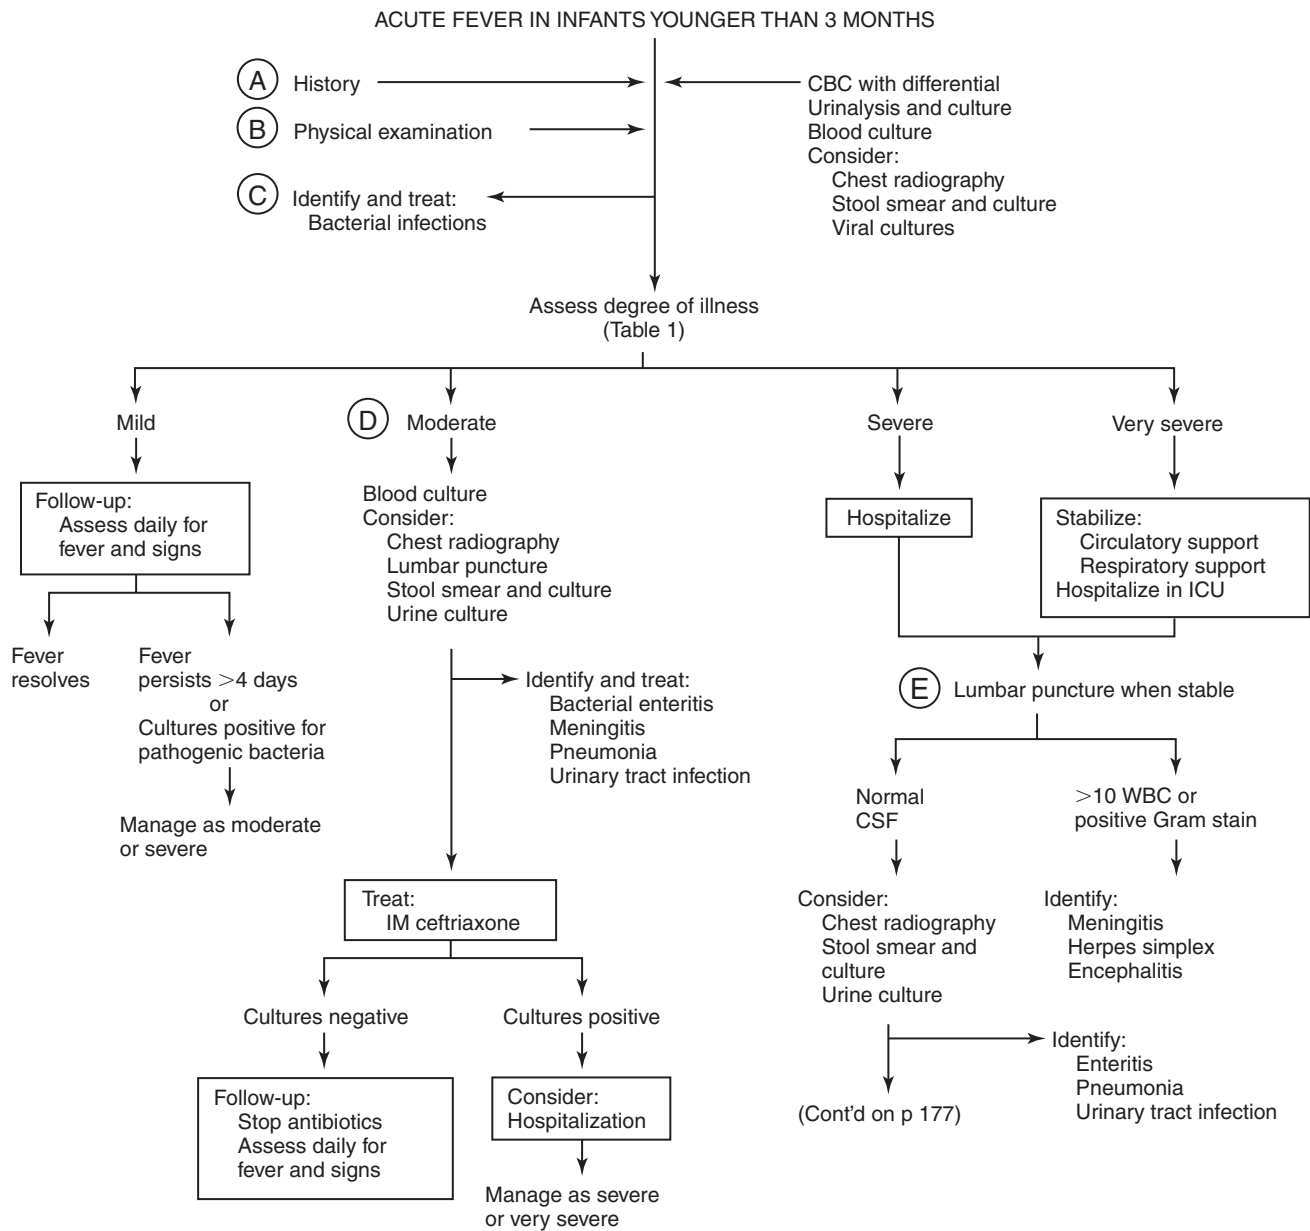 ACUTE FEVER IN INFANTS YOUNGER THAN 3 MONTHS
A History
B Physical examination
C Identify and treat:
Bacterial infections
CBC with differential
Urinalysis and culture
Blood culture
Consider:
Chest radiography
Stool smear and culture
Viral cultures
Assess degree of illness
(Table 1)
Mild
Follow-up:
Assess daily for
fever and signs
Fever
resolves
Fever
persists >4 days
or
Cultures positive for
pathogenic bacteria
Manage as moderate
or severe
D Moderate
Blood culture
Consider:
Chest radiography
Lumbar puncture
Stool smear and culture
Urine culture
Identify and treat:
Bacterial enteritis
Meningitis
Pneumonia
Urinary tract infection
Treat:
IM ceftriaxone
Cultures negative
Follow-up:
Stop antibiotics
Assess daily for
fever and signs
Cultures positive
Consider:
Hospitalization
Manage as severe
or very severe
Severe
Hospitalize
Very severe
Stabilize:
Circulatory support
Respiratory support
Hospitalize in ICU
E Lumbar puncture when stable
Normal
CSF
Consider:
Chest radiography
Stool smear and
culture
Urine culture
(Cont'd on p 177)
Identify:
Enteritis
Pneumonia
Urinary tract infection
>10 WBC or
positive Gram stain
Identify:
Meningitis
Herpes simplex
Encephalitis